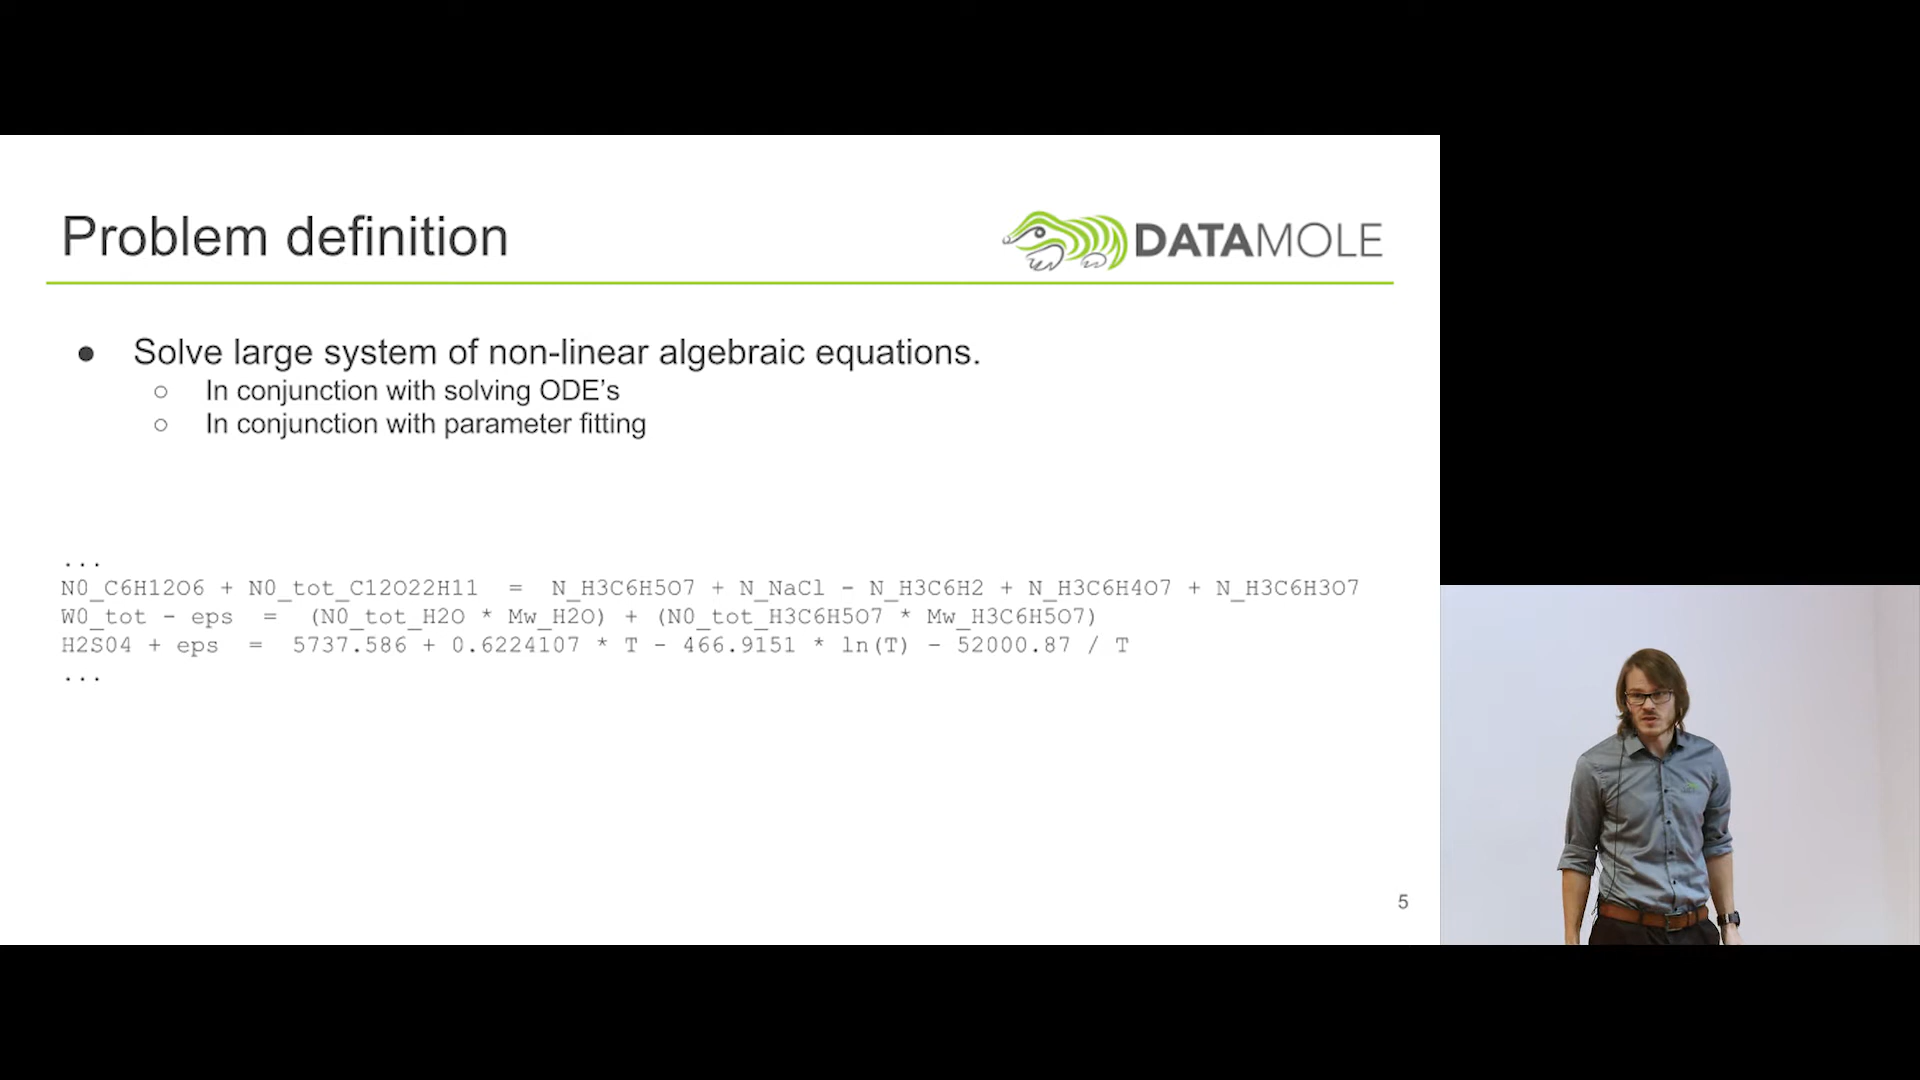 Problem definition
DATAMOLE
● Solve large system of non-linear algebraic equations.
○ In conjunction with solving ODE's
○ In conjunction with parameter fitting
...
N0_C6H12O6 + N0_tot_C12O22H11 = N_H3C6H5O7 + N_NaCl - N_H3C6H2 + N_H3C6H4O7 + N_H3C6H3O7
W0_tot - eps = (N0_tot_H2O * Mw_H2O) + (N0_tot_H3C6H5O7 * Mw_H3C6H5O7)
H2S04 + eps = 5737.586 + 0.6224107 * T - 466.9151 * ln(T) - 52000.87 / T
...
5